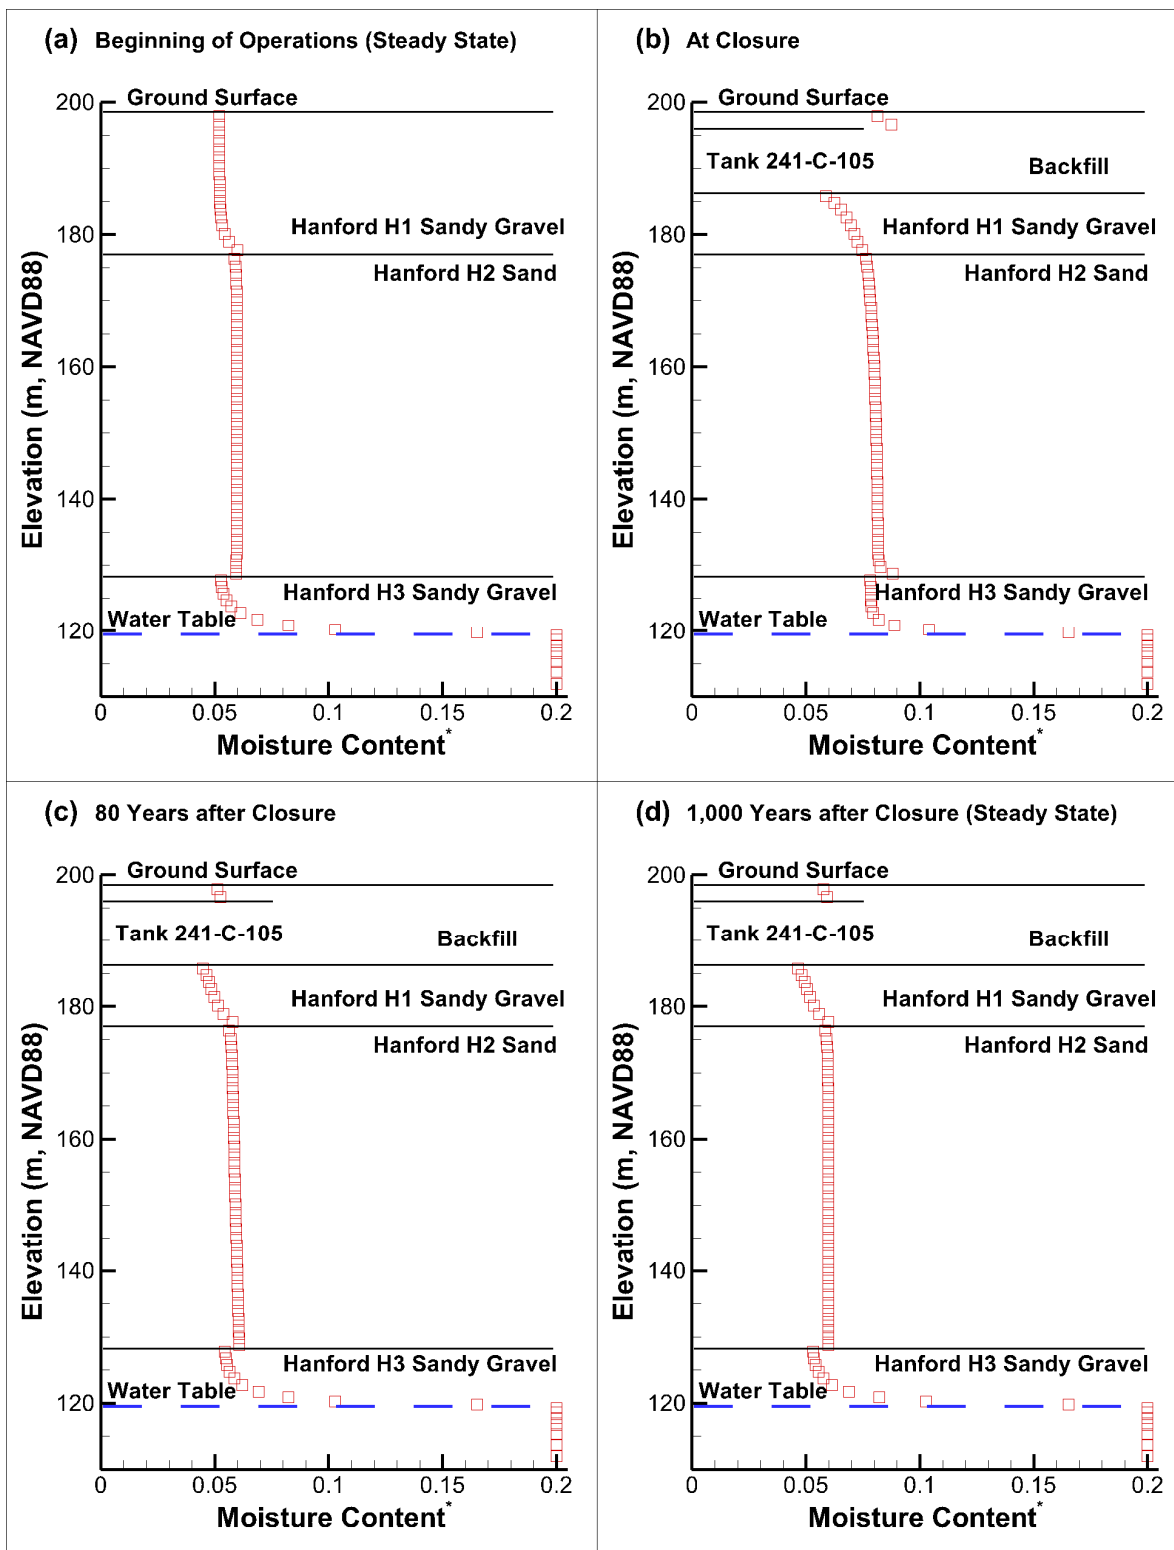 (a) Beginning of Operations (Steady State)
200
Ground Surface
Hanford H1 Sandy Gravel
180
Hanford H2 Sand
160
140
Hanford H3 Sandy Gravel
Water Table
120
0 0.05 0.1 0.15 0.2
Moisture Content*
Elevation (m, NAVD88)
(b) At Closure
200
Ground Surface
Tank 241-C-105
Backfill
Hanford H1 Sandy Gravel
180
Hanford H2 Sand
160
140
Hanford H3 Sandy Gravel
Water Table
120
0 0.05 0.1 0.15 0.2
Moisture Content*
Elevation (m, NAVD88)
(c) 80 Years after Closure
200
Ground Surface
Tank 241-C-105
Backfill
Hanford H1 Sandy Gravel
180
Hanford H2 Sand
160
140
Hanford H3 Sandy Gravel
Water Table
120
0 0.05 0.1 0.15 0.2
Moisture Content*
Elevation (m, NAVD88)
(d) 1,000 Years after Closure (Steady State)
200
Ground Surface
Tank 241-C-105
Backfill
Hanford H1 Sandy Gravel
180
Hanford H2 Sand
160
140
Hanford H3 Sandy Gravel
Water Table
120
0 0.05 0.1 0.15 0.2
Moisture Content*
Elevation (m, NAVD88)